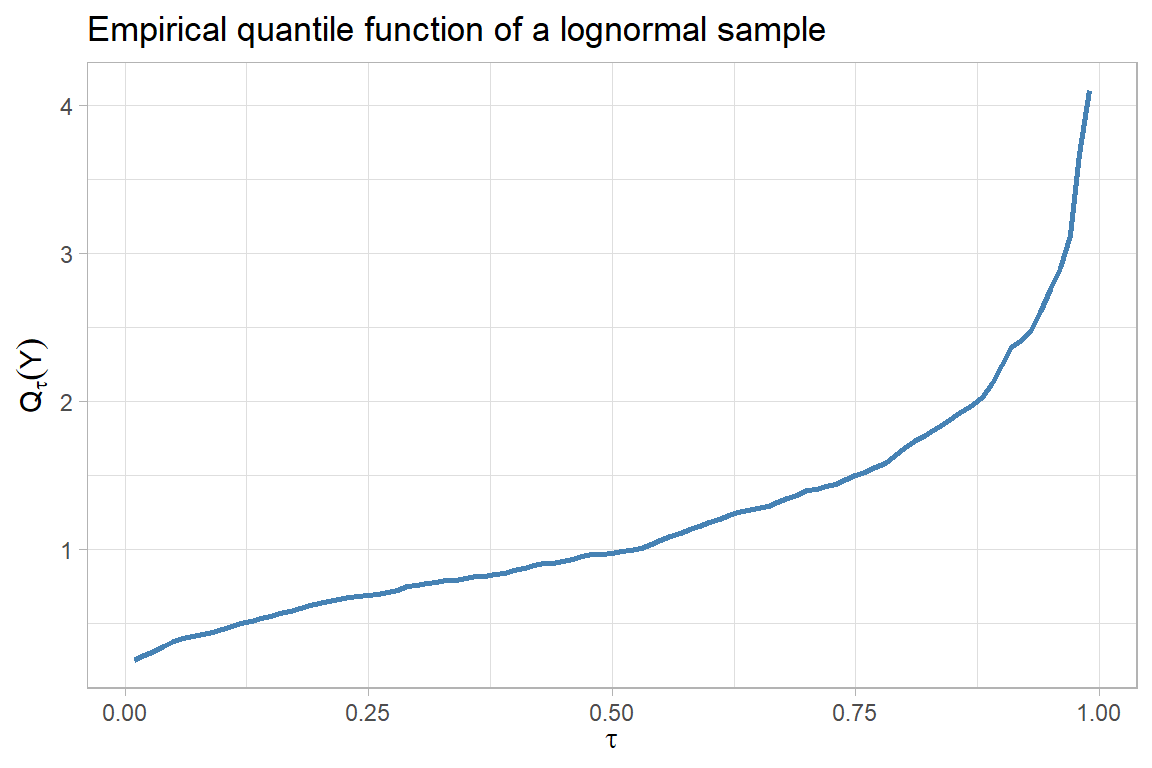 Empirical quantile function of a lognormal sample
4
3
2
1
Qτ(Y)
0.00 0.25 0.50 0.75 1.00
τ